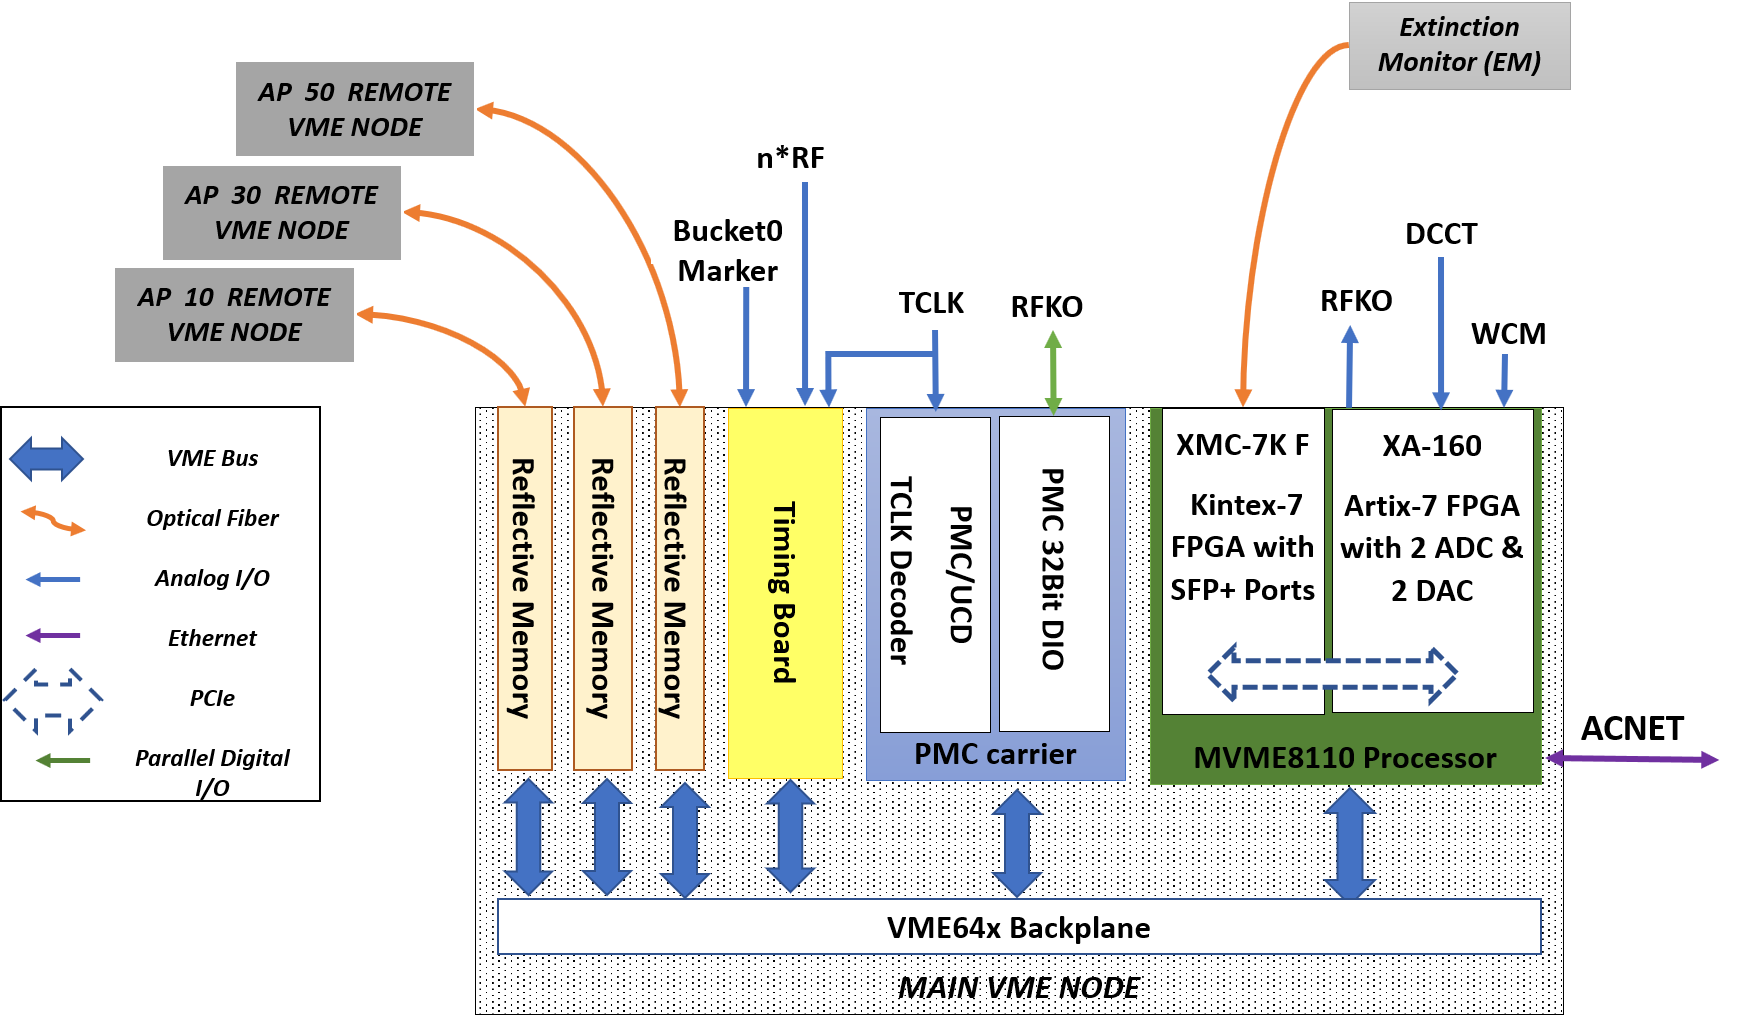 Extinction
Monitor (EM)
AP 50 REMOTE
VME NODE
AP 30 REMOTE
VME NODE
AP 10 REMOTE
VME NODE
n*RF
Bucket0
Marker
TCLK
RFKO
RFKO
DCCT
WCM
VME Bus
Optical Fiber
Analog I/O
Ethernet
PCIe
Parallel Digital
I/O
Reflective Memory
Reflective Memory
Reflective Memory
Timing Board
TCLK Decoder
PMC/UCD
PMC 32Bit DIO
PMC carrier
XMC-7K F
Kintex-7
FPGA with
SFP+ Ports
XA-160
Artix-7 FPGA
with 2 ADC &
2 DAC
MVME8110 Processor
ACNET
VME64x Backplane
MAIN VME NODE